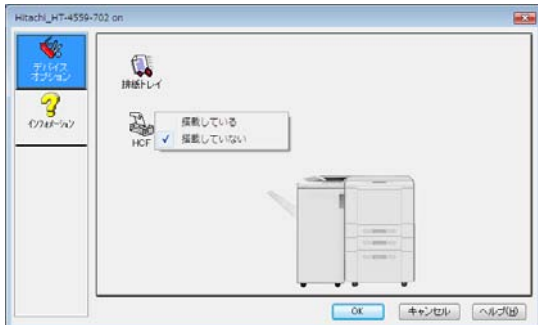 Hitachi_HT-4559-702 on
デバイス
オプション
インフォメーション
排紙トレイ
HCF
搭載している
搭載していない
OK
キャンセル
ヘルプ(H)